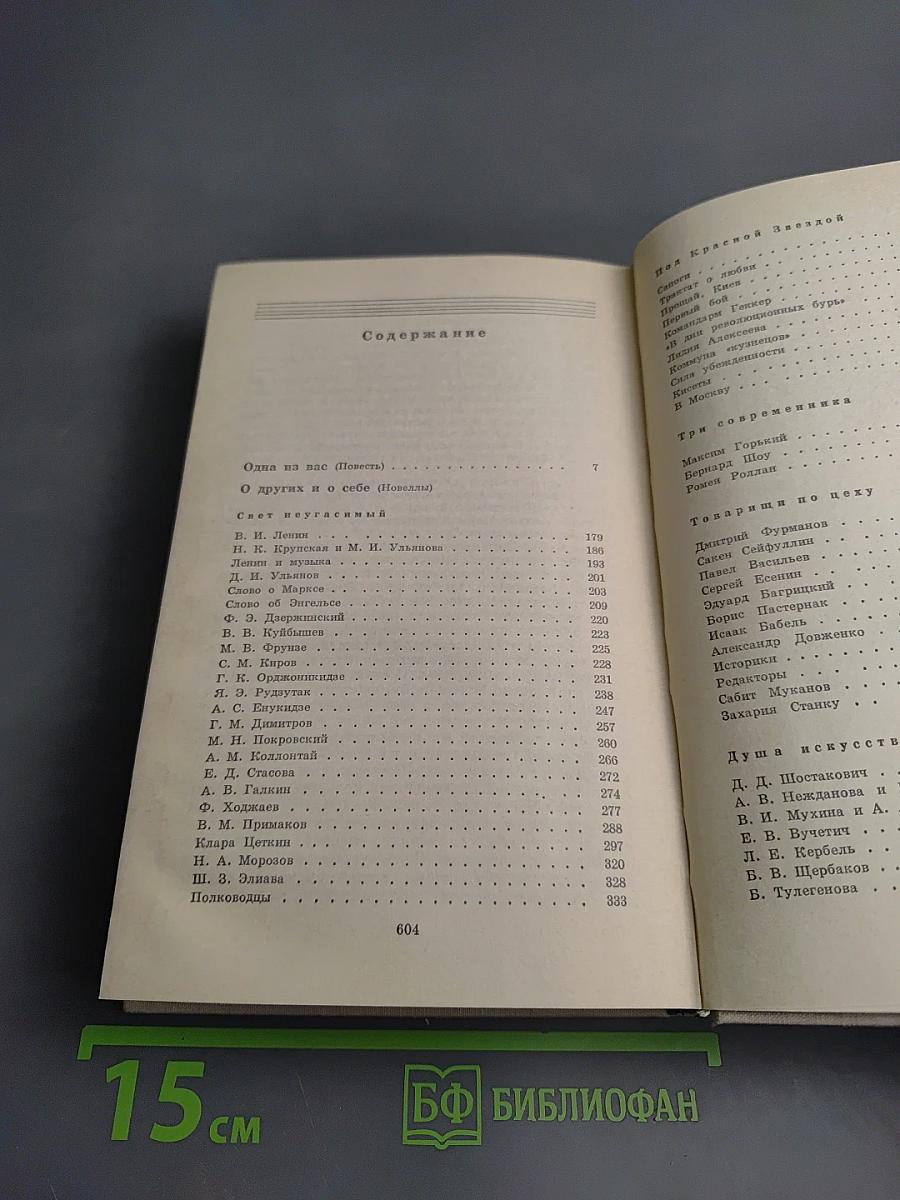 Содержание
Одна из вас (Повесть) . . . . . . . . . . . . . . . . 7
О других и о себе (Новеллы)
Свет неугасимый
В. И. Ленин . . . . . . . . . . . . . . . . 179
Н. К. Крупская и М. И. Ульянова . . . . . . . . . . 186
Ленин и музыка . . . . . . . . . . . . . . . . 193
Д. И. Ульянов . . . . . . . . . . . . . . . . 201
Слово о Марксе . . . . . . . . . . . . . . . . 203
Слово об Энгельсе . . . . . . . . . . . . . . . . 209
Ф. Э. Дзержинский . . . . . . . . . . . . . . . . 220
В. В. Куйбышев . . . . . . . . . . . . . . . . 223
М. В. Фрунзе . . . . . . . . . . . . . . . . 225
С. М. Киров . . . . . . . . . . . . . . . . 228
Г. К. Орджоникидзе . . . . . . . . . . . . . . . . 231
Я. Э. Рудзутак . . . . . . . . . . . . . . . . 238
А. С. Енукидзе . . . . . . . . . . . . . . . . 247
Г. М. Димитров . . . . . . . . . . . . . . . . 257
М. Н. Покровский . . . . . . . . . . . . . . . . 260
А. М. Коллонтай . . . . . . . . . . . . . . . . 266
Е. Д. Стасова . . . . . . . . . . . . . . . . 272
А. В. Галкин . . . . . . . . . . . . . . . . 274
Ф. Ходжаев . . . . . . . . . . . . . . . . 277
В. М. Примаков . . . . . . . . . . . . . . . . 288
Клара Цеткин . . . . . . . . . . . . . . . . 297
Н. А. Морозов . . . . . . . . . . . . . . . . 320
Ш. З. Элиава . . . . . . . . . . . . . . . . 328
Полководцы . . . . . . . . . . . . . . . . 333
604
Под Красной Звездой
Сапоги . . . . . . . . . .
Трактат о любви . . . . . . .
Прощай, Киев . . . . . . . .
Первый бой . . . . . . . . .
Командарм Геккер . . . . . . .
«В дни революционных бурь»
Лидия Алексеева . . . . . . .
Коммуна «кузнецов» . . . . . .
Сила убежденности . . . . . .
Кисеты . . . . . . . . . .
В Москву . . . . . . . . . .
Три современника
Максим Горький . . . . . . .
Бернард Шоу . . . . . . . .
Ромен Роллан . . . . . . . .
Товарищи по цеху
Дмитрий Фурманов . . . .
Сакен Сейфуллин . . . . .
Павел Васильев . . . . . .
Сергей Есенин . . . . . .
Эдуард Багрицкий . . . .
Борис Пастернак . . . . .
Исаак Бабель . . . . . .
Александр Довженко . .
Историки . . . . . . .
Редакторы . . . . . . .
Сабит Муканов . . . .
Захария Станку . . .
Душа искусств
Д. Д. Шостакович . .
А. В. Нежданова и
В. И. Мухина и А.
Е. В. Вучетич . . .
Л. Е. Кербель . . .
Б. В. Щербаков . .
Б. Тулегенова . .
15 см
БФ БИБЛИОФАН